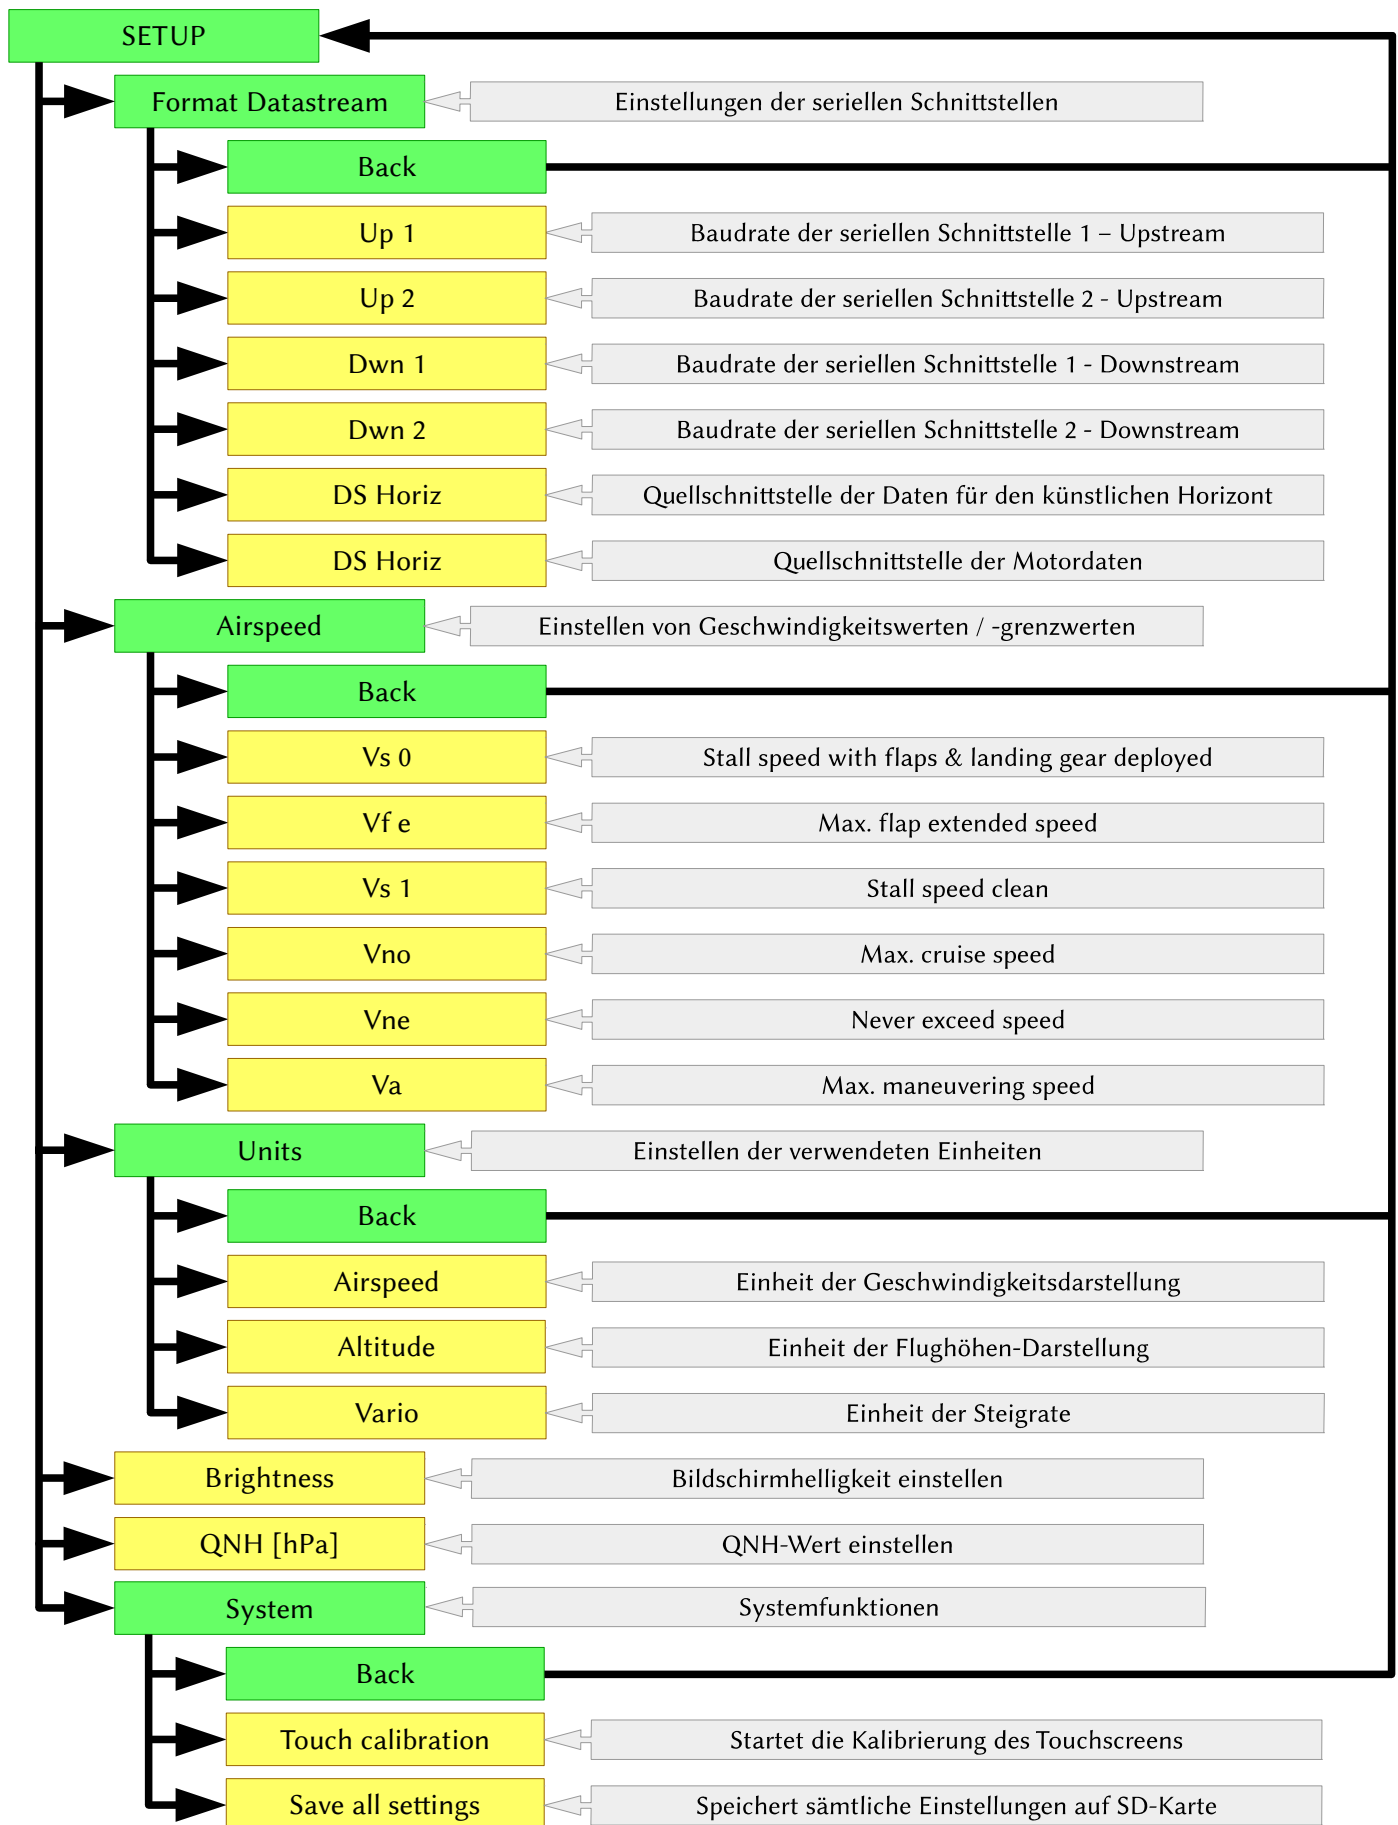 SETUP
Format Datastream
Einstellungen der seriellen Schnittstellen
Back
Up 1
Baudrate der seriellen Schnittstelle 1 – Upstream
Up 2
Baudrate der seriellen Schnittstelle 2 - Upstream
Dwn 1
Baudrate der seriellen Schnittstelle 1 - Downstream
Dwn 2
Baudrate der seriellen Schnittstelle 2 - Downstream
DS Horiz
Quellschnittstelle der Daten für den künstlichen Horizont
DS Horiz
Quellschnittstelle der Motordaten
Airspeed
Einstellen von Geschwindigkeitswerten / -grenzwerten
Back
Vs 0
Stall speed with flaps & landing gear deployed
Vf e
Max. flap extended speed
Vs 1
Stall speed clean
Vno
Max. cruise speed
Vne
Never exceed speed
Va
Max. maneuvering speed
Units
Einstellen der verwendeten Einheiten
Back
Airspeed
Einheit der Geschwindigkeitsdarstellung
Altitude
Einheit der Flughöhen-Darstellung
Vario
Einheit der Steigrate
Brightness
Bildschirmhelligkeit einstellen
QNH [hPa]
QNH-Wert einstellen
System
Systemfunktionen
Back
Touch calibration
Startet die Kalibrierung des Touchscreens
Save all settings
Speichert sämtliche Einstellungen auf SD-Karte